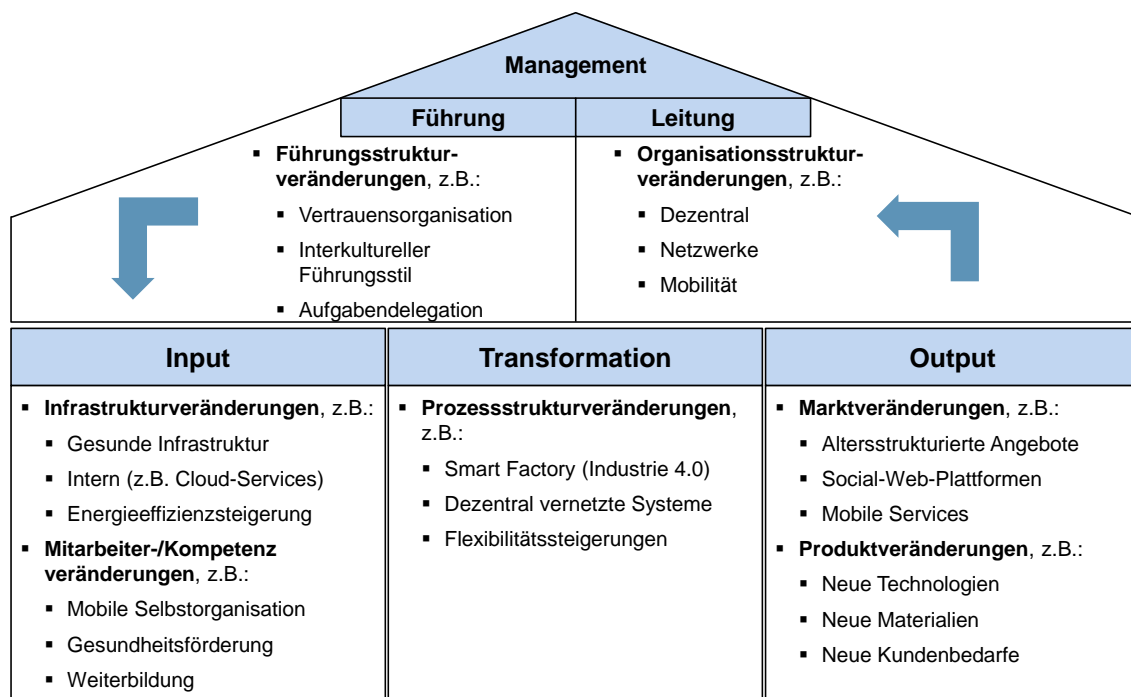 Management
Führung
Leitung
▪ Führungsstruktur-
veränderungen, z.B.:
▪ Vertrauensorganisation
▪ Interkultureller
Führungsstil
▪ Aufgabendelegation
▪ Organisationsstruktur-
veränderungen, z.B.:
▪ Dezentral
▪ Netzwerke
▪ Mobilität
Input
▪ Infrastrukturveränderungen, z.B.:
▪ Gesunde Infrastruktur
▪ Intern (z.B. Cloud-Services)
▪ Energieeffizienzsteigerung
▪ Mitarbeiter-/Kompetenz
veränderungen, z.B.:
▪ Mobile Selbstorganisation
▪ Gesundheitsförderung
▪ Weiterbildung
Transformation
▪ Prozessstrukturveränderungen,
z.B.:
▪ Smart Factory (Industrie 4.0)
▪ Dezentral vernetzte Systeme
▪ Flexibilitätssteigerungen
Output
▪ Marktveränderungen, z.B.:
▪ Altersstrukturierte Angebote
▪ Social-Web-Plattformen
▪ Mobile Services
▪ Produktveränderungen, z.B.:
▪ Neue Technologien
▪ Neue Materialien
▪ Neue Kundenbedarfe